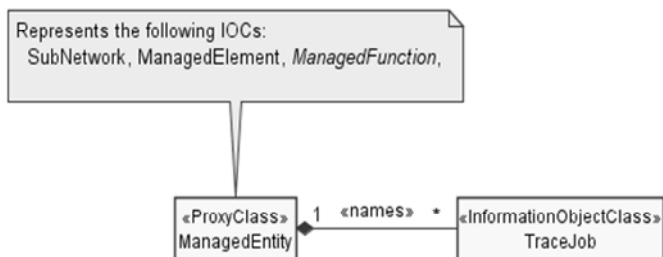 Represents the following IOCs:
SubNetwork, ManagedElement, ManagedFunction,
«ProxyClass» 1 «names» * «InformationObjectClass»
ManagedEntity TraceJob